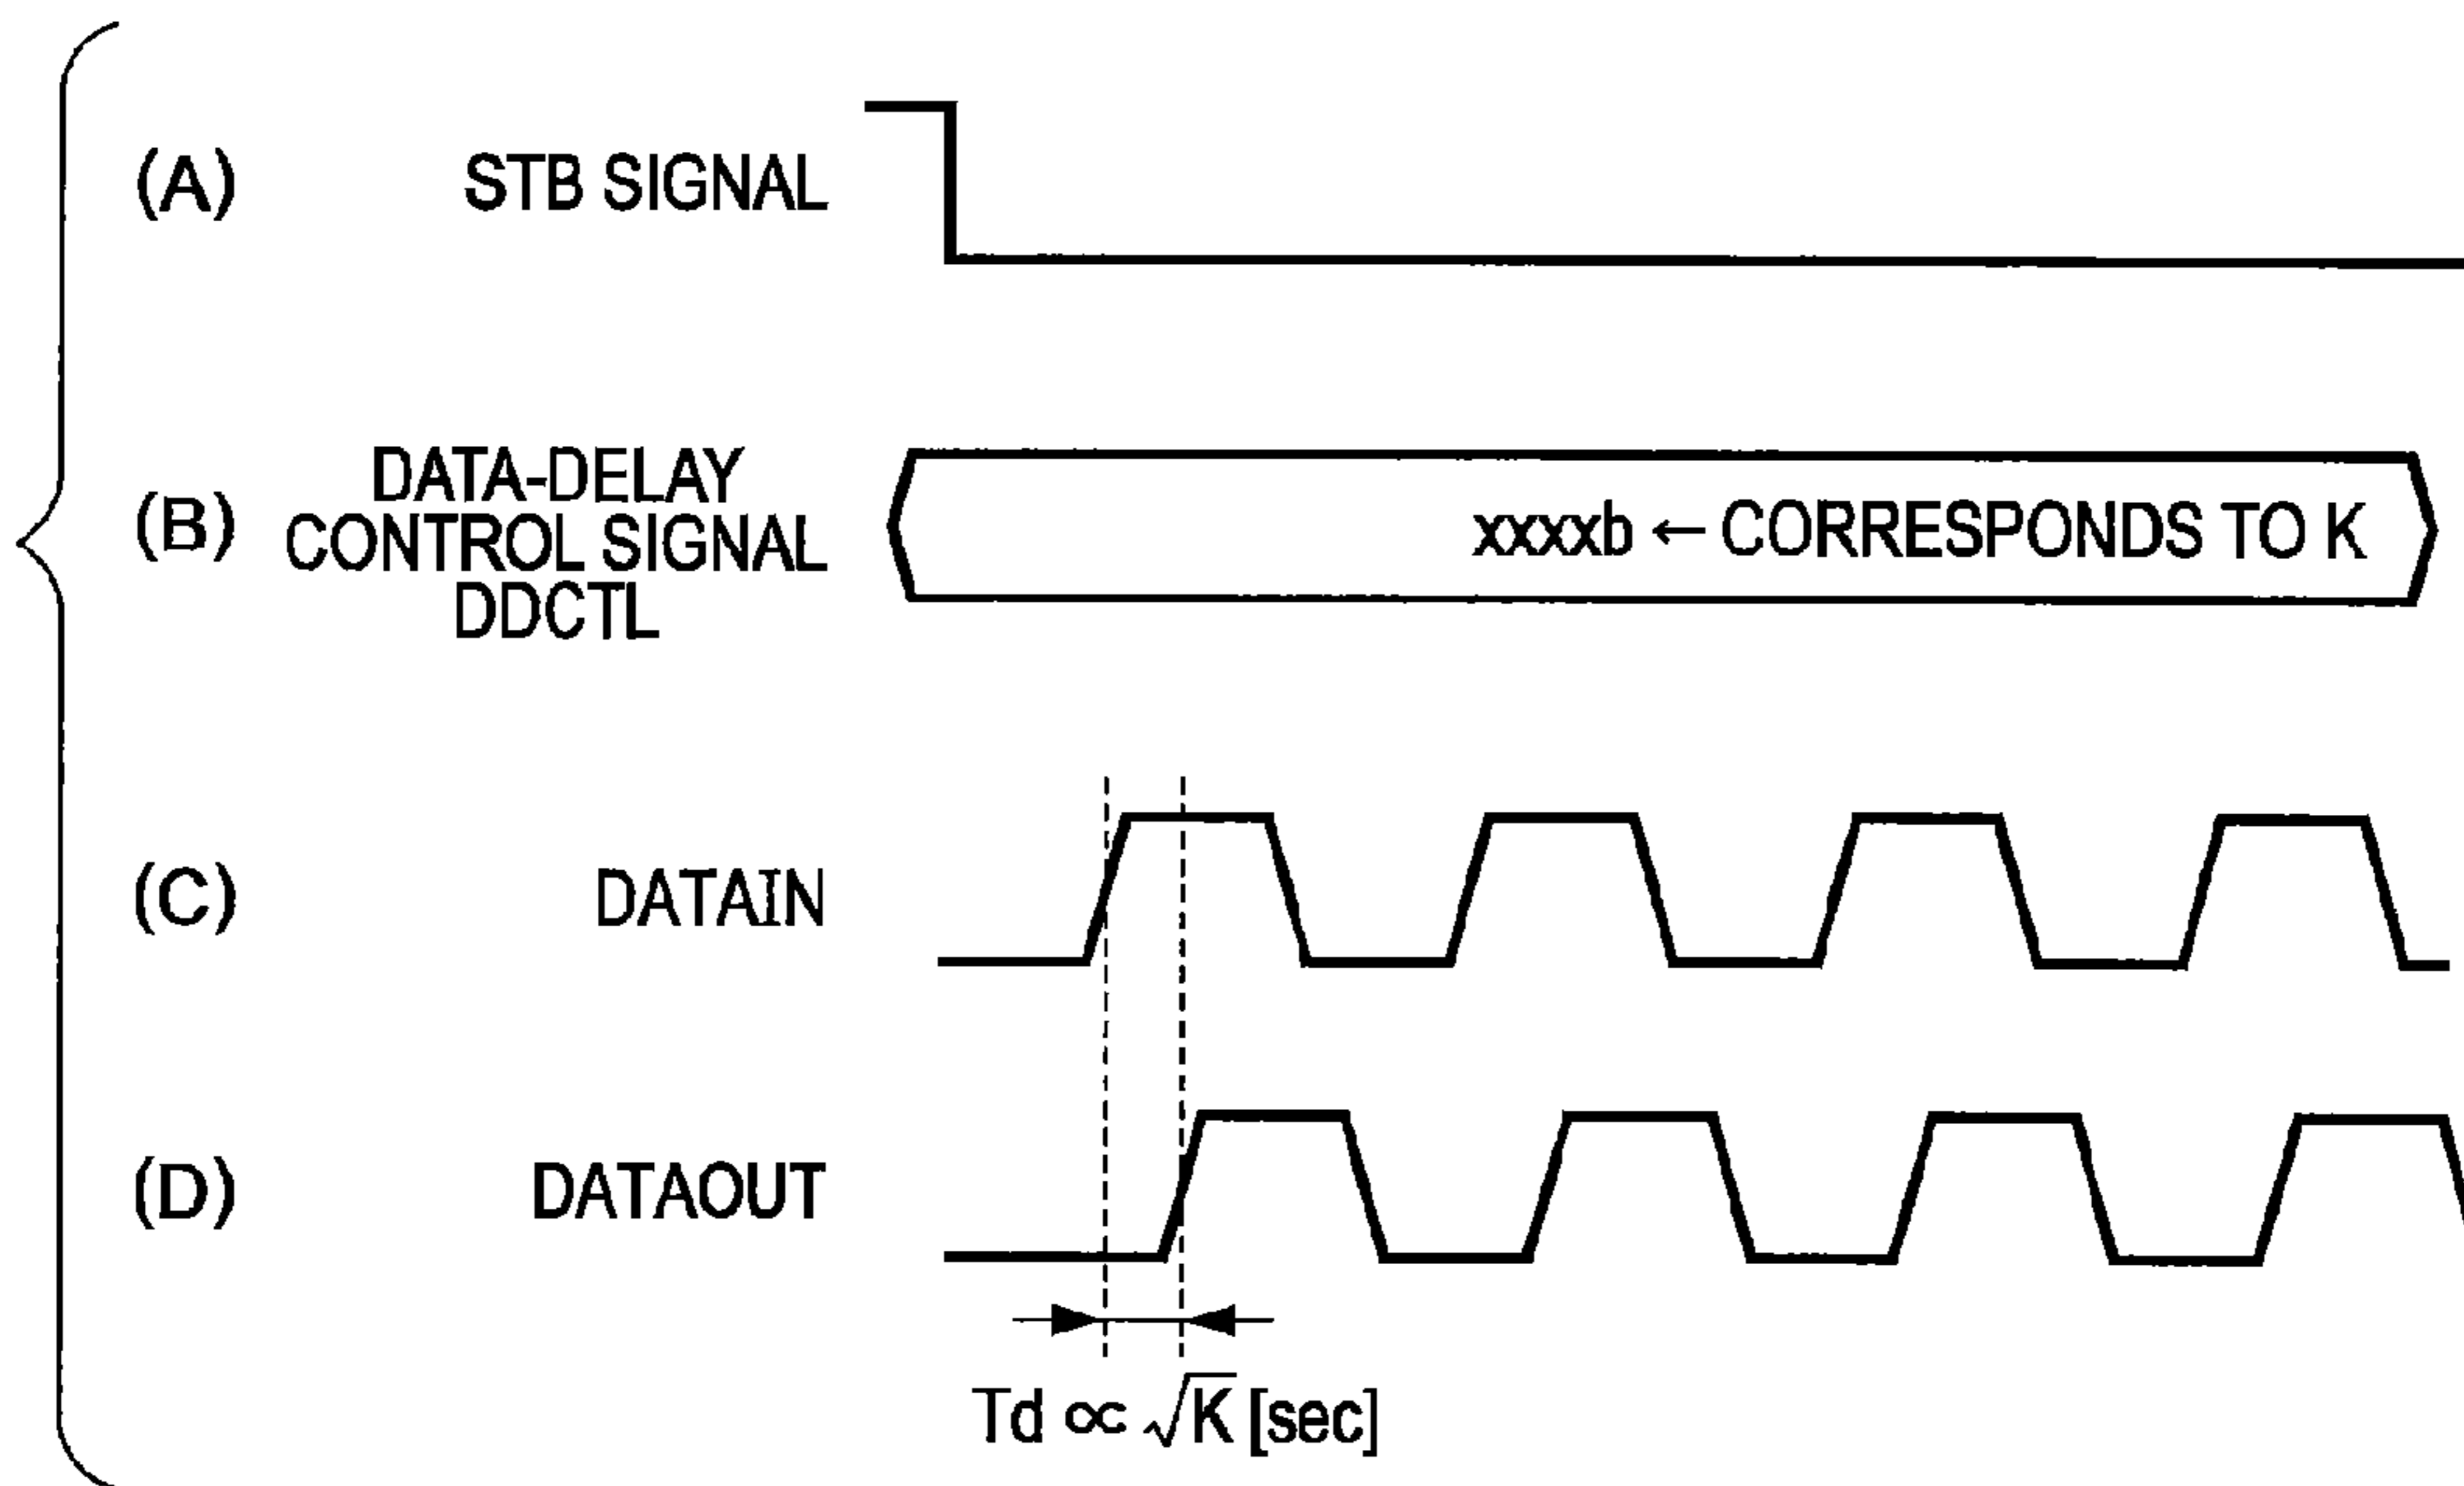 (A) STB SIGNAL
(B) DATA-DELAY
CONTROL SIGNAL
DDCTL
xxxxb ← CORRESPONDS TO K
(C) DATAIN
(D) DATAOUT
Td ∝ √K [sec]